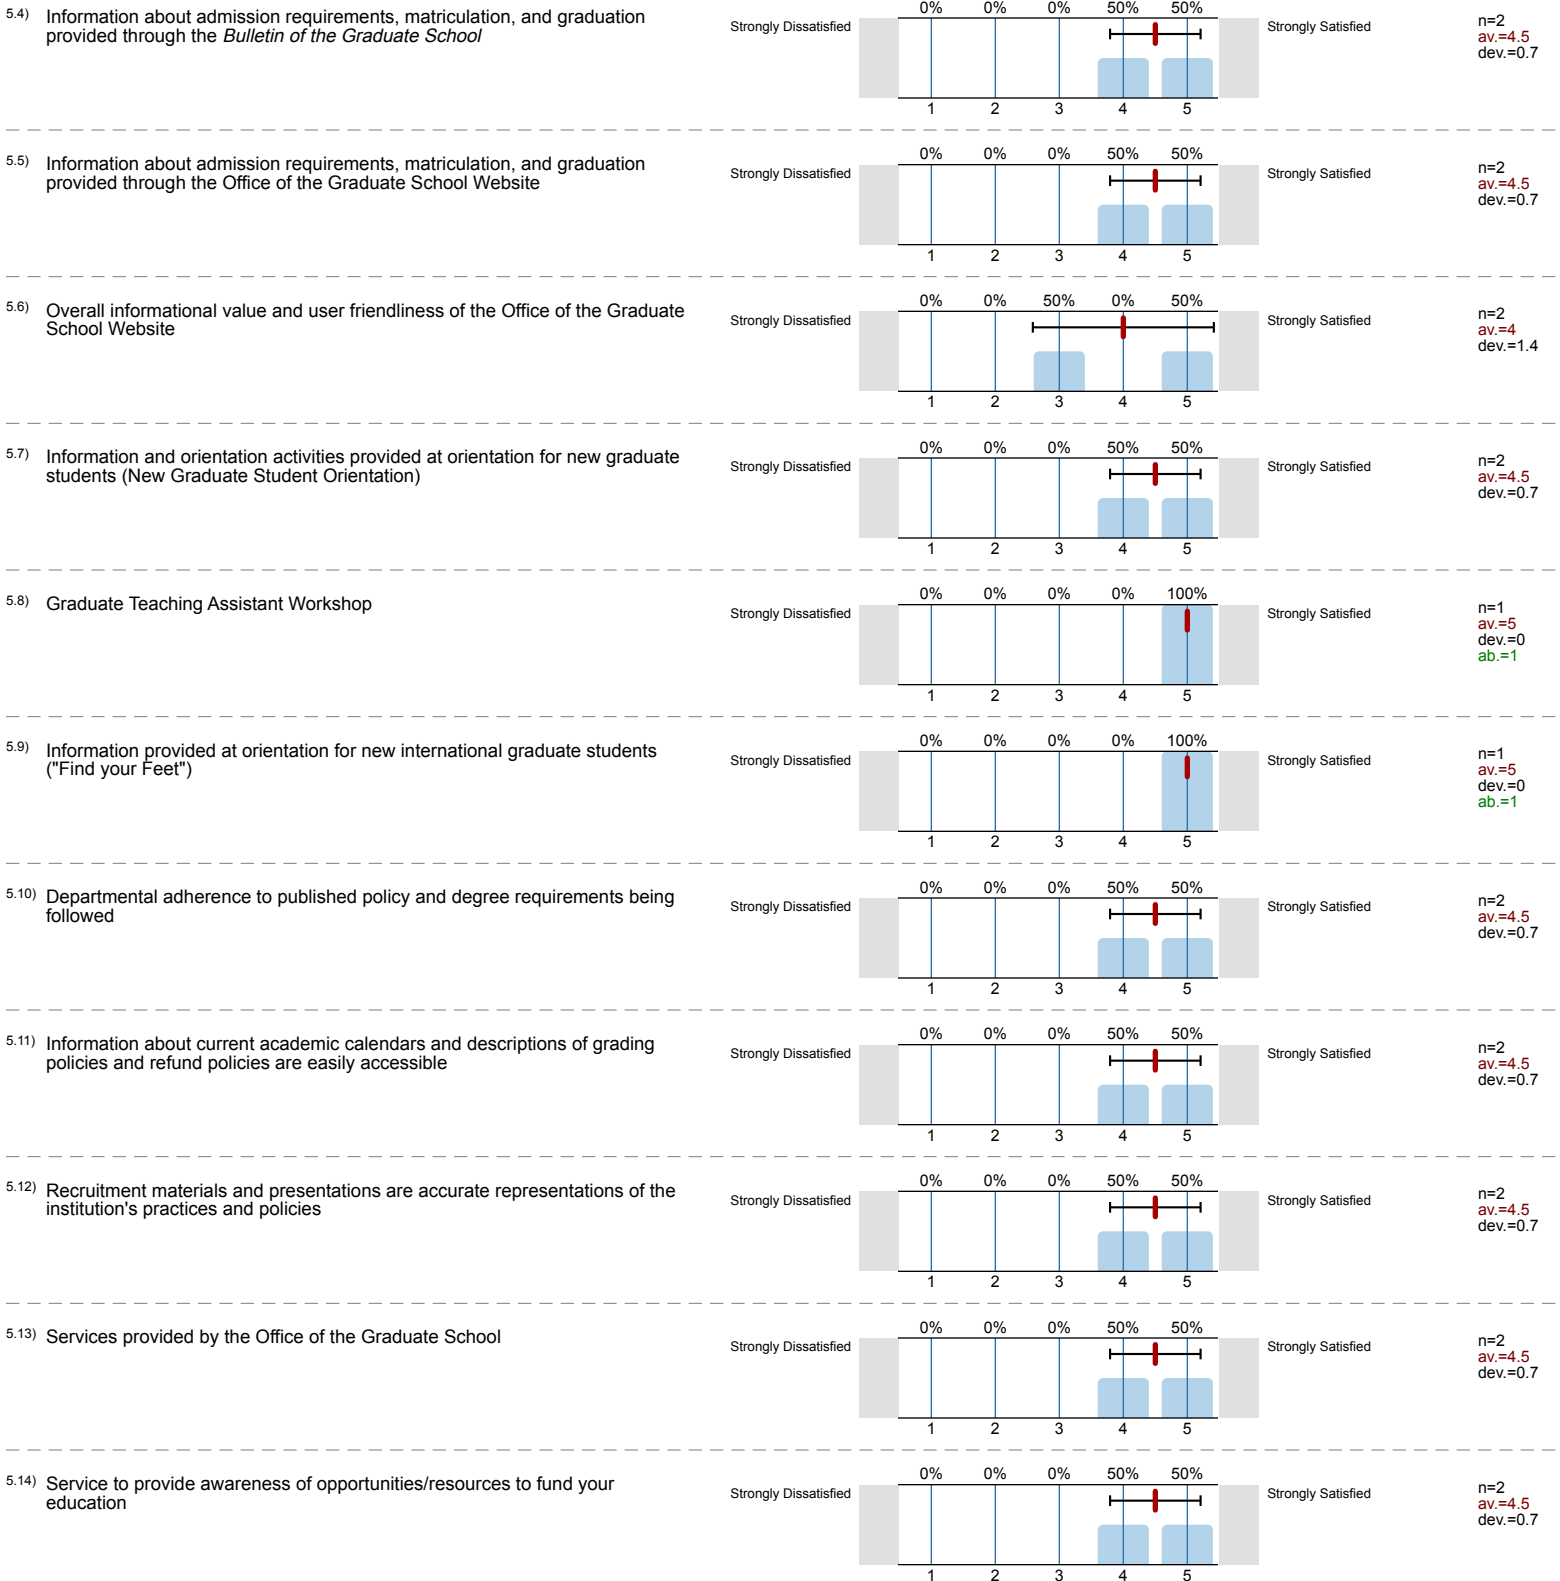 5.4) Information about admission requirements, matriculation, and graduation
provided through the Bulletin of the Graduate School
Strongly Dissatisfied
0% 0% 0% 50% 50%
1 2 3 4 5
Strongly Satisfied
n=2
av.=4.5
dev.=0.7
5.5) Information about admission requirements, matriculation, and graduation
provided through the Office of the Graduate School Website
Strongly Dissatisfied
0% 0% 0% 50% 50%
1 2 3 4 5
Strongly Satisfied
n=2
av.=4.5
dev.=0.7
5.6) Overall informational value and user friendliness of the Office of the Graduate
School Website
Strongly Dissatisfied
0% 0% 50% 0% 50%
1 2 3 4 5
Strongly Satisfied
n=2
av.=4
dev.=1.4
5.7) Information and orientation activities provided at orientation for new graduate
students (New Graduate Student Orientation)
Strongly Dissatisfied
0% 0% 0% 50% 50%
1 2 3 4 5
Strongly Satisfied
n=2
av.=4.5
dev.=0.7
5.8) Graduate Teaching Assistant Workshop
Strongly Dissatisfied
0% 0% 0% 0% 100%
1 2 3 4 5
Strongly Satisfied
n=1
av.=5
dev.=0
ab.=1
5.9) Information provided at orientation for new international graduate students
("Find your Feet")
Strongly Dissatisfied
0% 0% 0% 0% 100%
1 2 3 4 5
Strongly Satisfied
n=1
av.=5
dev.=0
ab.=1
5.10) Departmental adherence to published policy and degree requirements being
followed
Strongly Dissatisfied
0% 0% 0% 50% 50%
1 2 3 4 5
Strongly Satisfied
n=2
av.=4.5
dev.=0.7
5.11) Information about current academic calendars and descriptions of grading
policies and refund policies are easily accessible
Strongly Dissatisfied
0% 0% 0% 50% 50%
1 2 3 4 5
Strongly Satisfied
n=2
av.=4.5
dev.=0.7
5.12) Recruitment materials and presentations are accurate representations of the
institution's practices and policies
Strongly Dissatisfied
0% 0% 0% 50% 50%
1 2 3 4 5
Strongly Satisfied
n=2
av.=4.5
dev.=0.7
5.13) Services provided by the Office of the Graduate School
Strongly Dissatisfied
0% 0% 0% 50% 50%
1 2 3 4 5
Strongly Satisfied
n=2
av.=4.5
dev.=0.7
5.14) Service to provide awareness of opportunities/resources to fund your
education
Strongly Dissatisfied
0% 0% 0% 50% 50%
1 2 3 4 5
Strongly Satisfied
n=2
av.=4.5
dev.=0.7